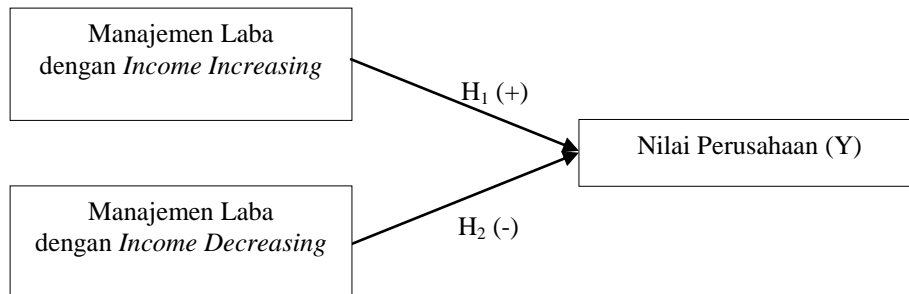 Manajemen Laba
dengan Income Increasing
H₁ (+)
Nilai Perusahaan (Y)
Manajemen Laba
dengan Income Decreasing
H₂ (-)